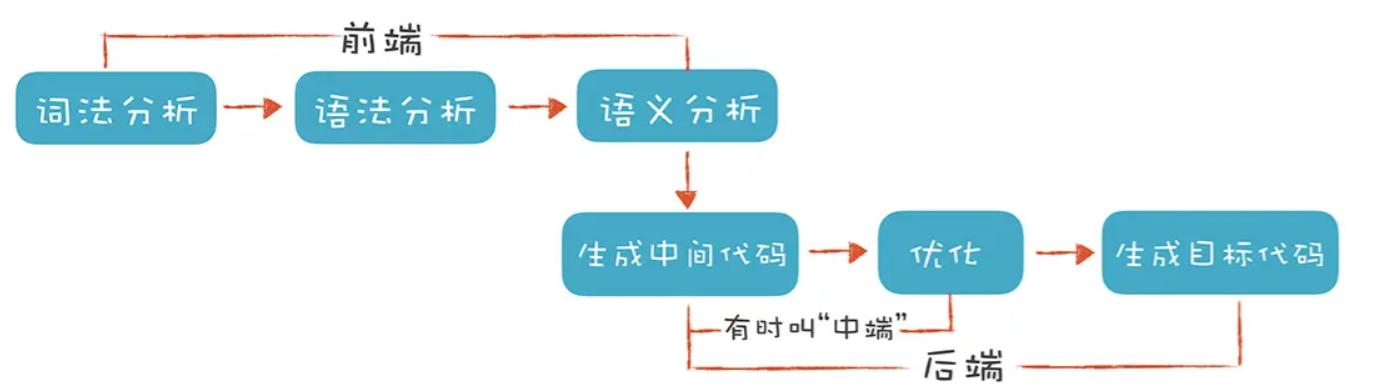 前端
词法分析
语法分析
语义分析
生成中间代码
优化
生成目标代码
有时叫“中端”
后端